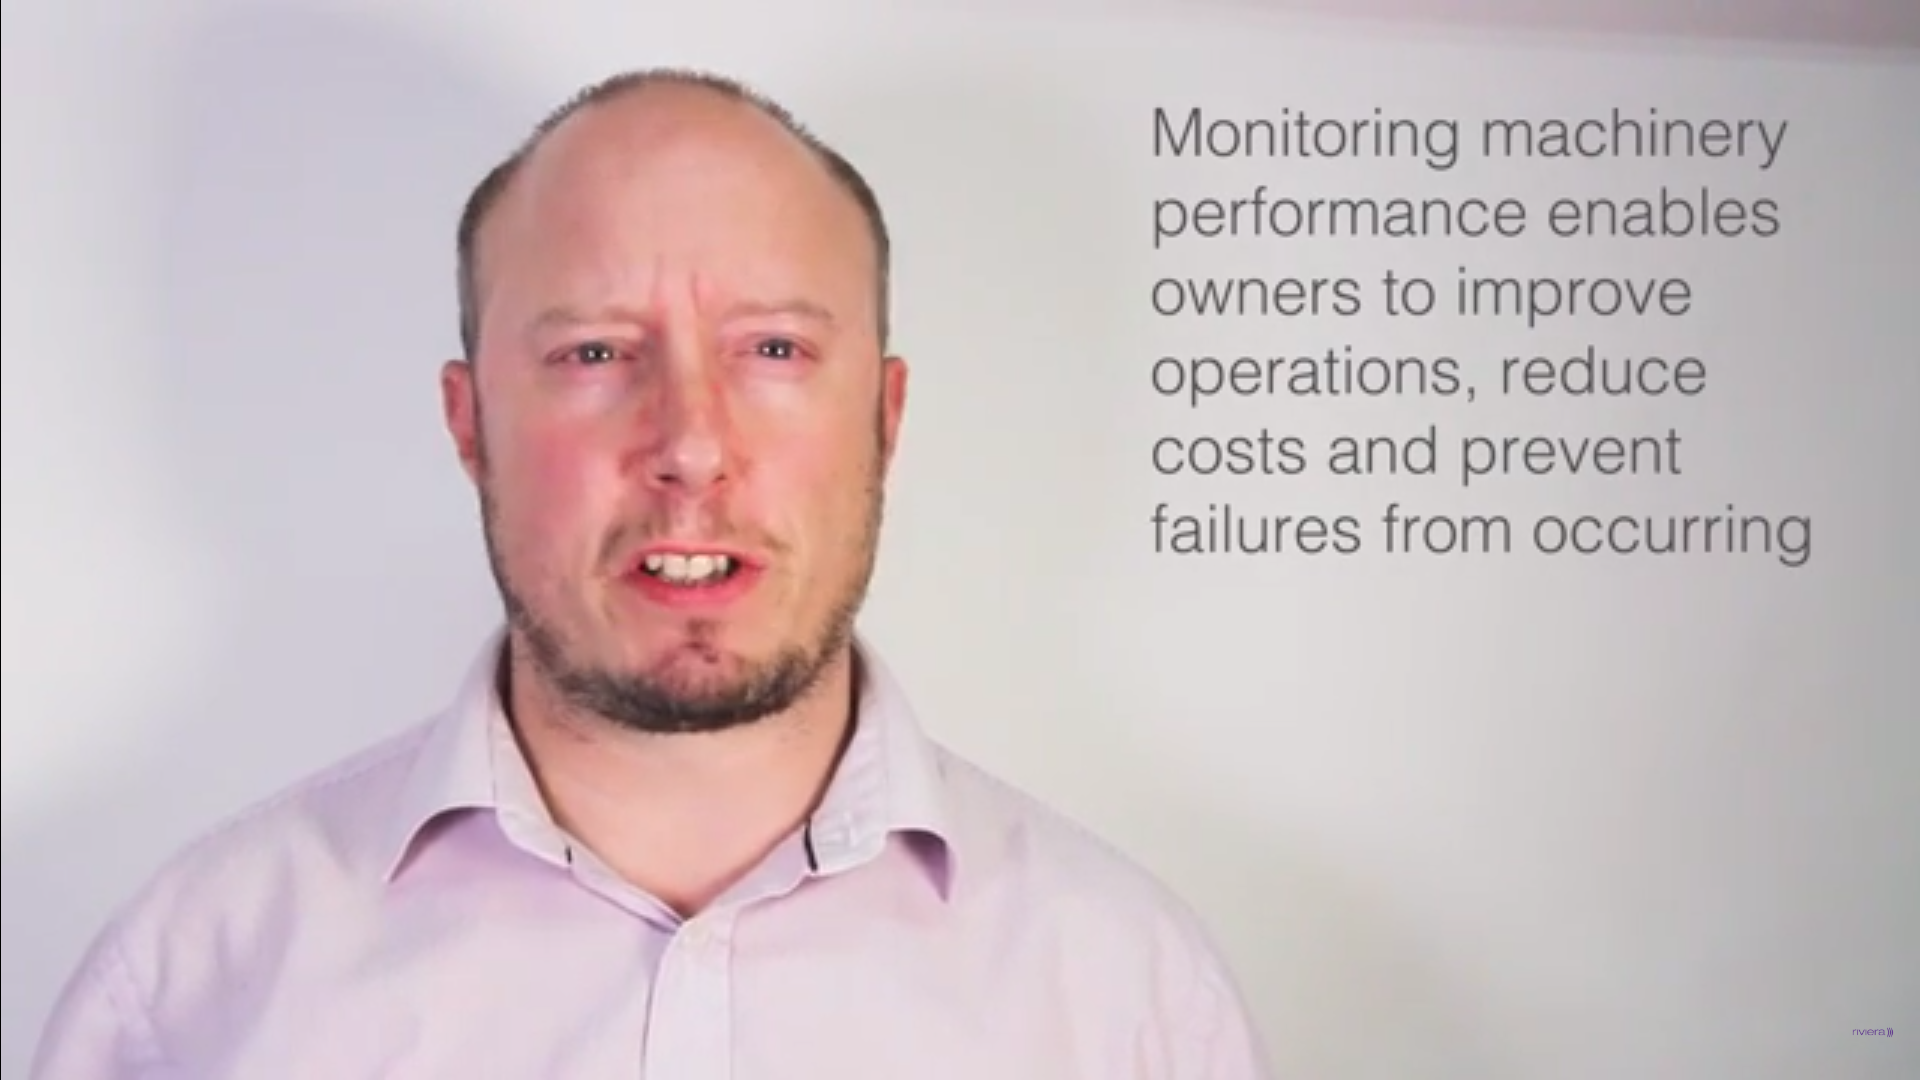 Monitoring machinery
performance enables
owners to improve
operations, reduce
costs and prevent
failures from occurring
riviera